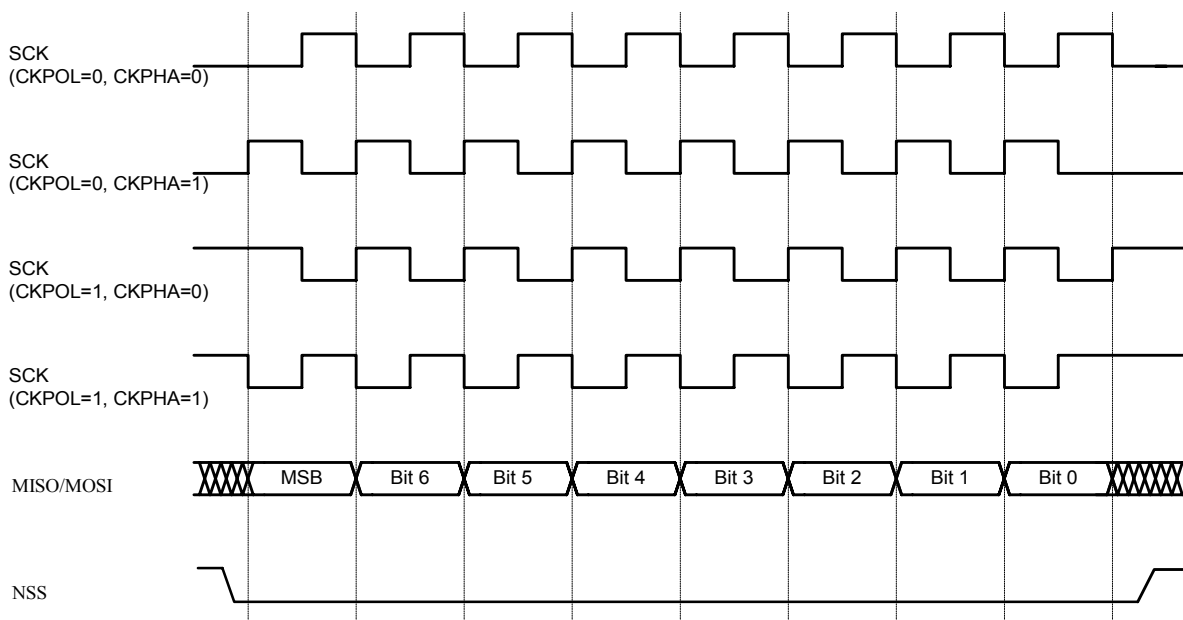 SCK
(CKPOL=0, CKPHA=0)
SCK
(CKPOL=0, CKPHA=1)
SCK
(CKPOL=1, CKPHA=0)
SCK
(CKPOL=1, CKPHA=1)
MISO/MOSI
MSB Bit 6 Bit 5 Bit 4 Bit 3 Bit 2 Bit 1 Bit 0
NSS